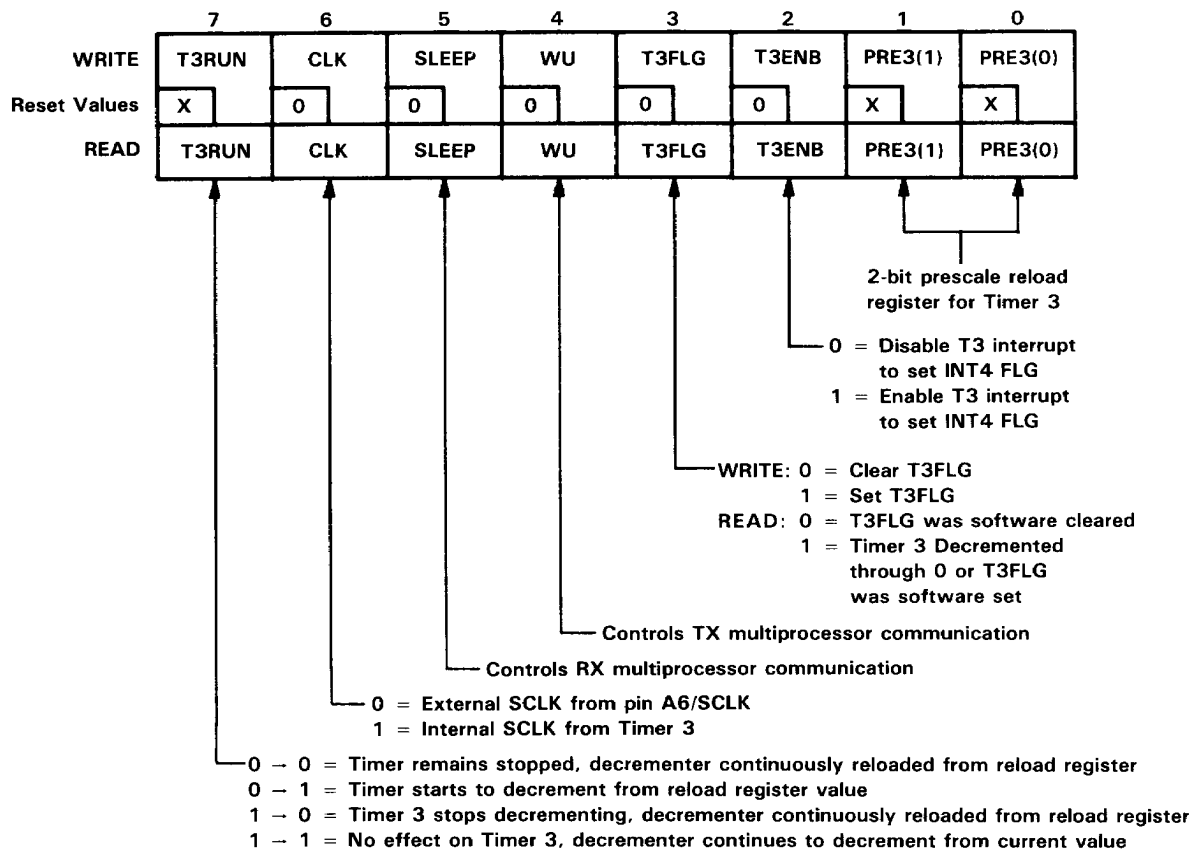 7 6 5 4 3 2 1 0
WRITE T3RUN CLK SLEEP WU T3FLG T3ENB PRE3(1) PRE3(0)
Reset Values X 0 0 0 0 0 X X
READ T3RUN CLK SLEEP WU T3FLG T3ENB PRE3(1) PRE3(0)
2-bit prescale reload
register for Timer 3
0 = Disable T3 interrupt
to set INT4 FLG
1 = Enable T3 interrupt
to set INT4 FLG
WRITE: 0 = Clear T3FLG
1 = Set T3FLG
READ: 0 = T3FLG was software cleared
1 = Timer 3 Decremented
through 0 or T3FLG
was software set
Controls TX multiprocessor communication
Controls RX multiprocessor communication
0 = External SCLK from pin A6/SCLK
1 = Internal SCLK from Timer 3
0 → 0 = Timer remains stopped, decrementer continuously reloaded from reload register
0 → 1 = Timer starts to decrement from reload register value
1 → 0 = Timer 3 stops decrementing, decrementer continuously reloaded from reload register
1 → 1 = No effect on Timer 3, decrementer continues to decrement from current value